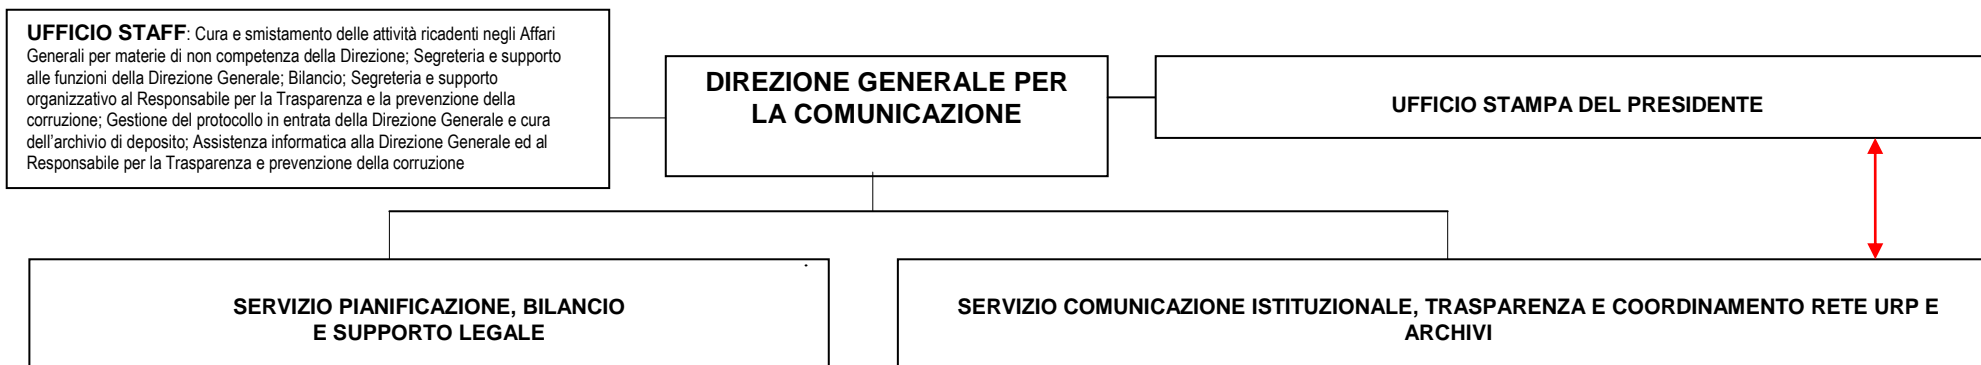 UFFICIO STAFF: Cura e smistamento delle attività ricadenti negli Affari
Generali per materie di non competenza della Direzione; Segreteria e supporto
alle funzioni della Direzione Generale; Bilancio; Segreteria e supporto
organizzativo al Responsabile per la Trasparenza e la prevenzione della
corruzione; Gestione del protocollo in entrata della Direzione Generale e cura
dell'archivio di deposito; Assistenza informatica alla Direzione Generale ed al
Responsabile per la Trasparenza e prevenzione della corruzione
DIREZIONE GENERALE PER
LA COMUNICAZIONE
UFFICIO STAMPA DEL PRESIDENTE
SERVIZIO PIANIFICAZIONE, BILANCIO
E SUPPORTO LEGALE
SERVIZIO COMUNICAZIONE ISTITUZIONALE, TRASPARENZA E COORDINAMENTO RETE URP E
ARCHIVI